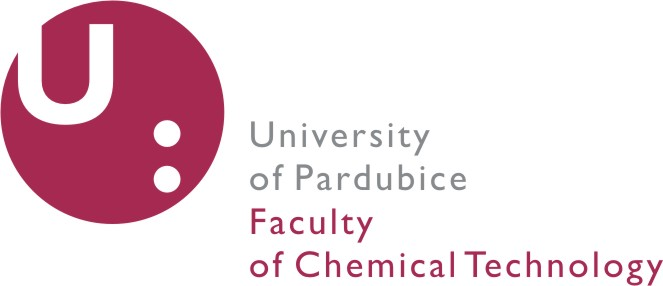 U:
University
of Pardubice
Faculty
of Chemical Technology